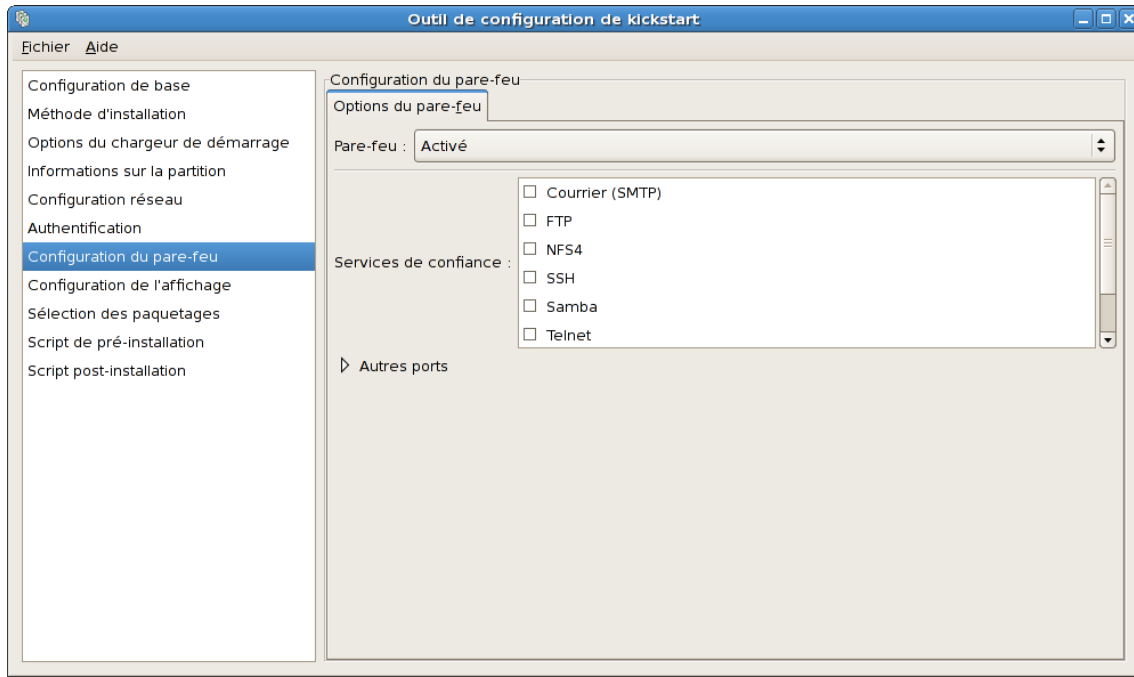 Outil de configuration de kickstart
Fichier Aide
Configuration de base
Méthode d'installation
Options du chargeur de démarrage
Informations sur la partition
Configuration réseau
Authentification
Configuration du pare-feu
Configuration de l'affichage
Sélection des paquetages
Script de pré-installation
Script post-installation
Configuration du pare-feu
Options du pare-feu
Pare-feu : Activé
Services de confiance :
Courrier (SMTP)
FTP
NFS4
SSH
Samba
Telnet
Autres ports